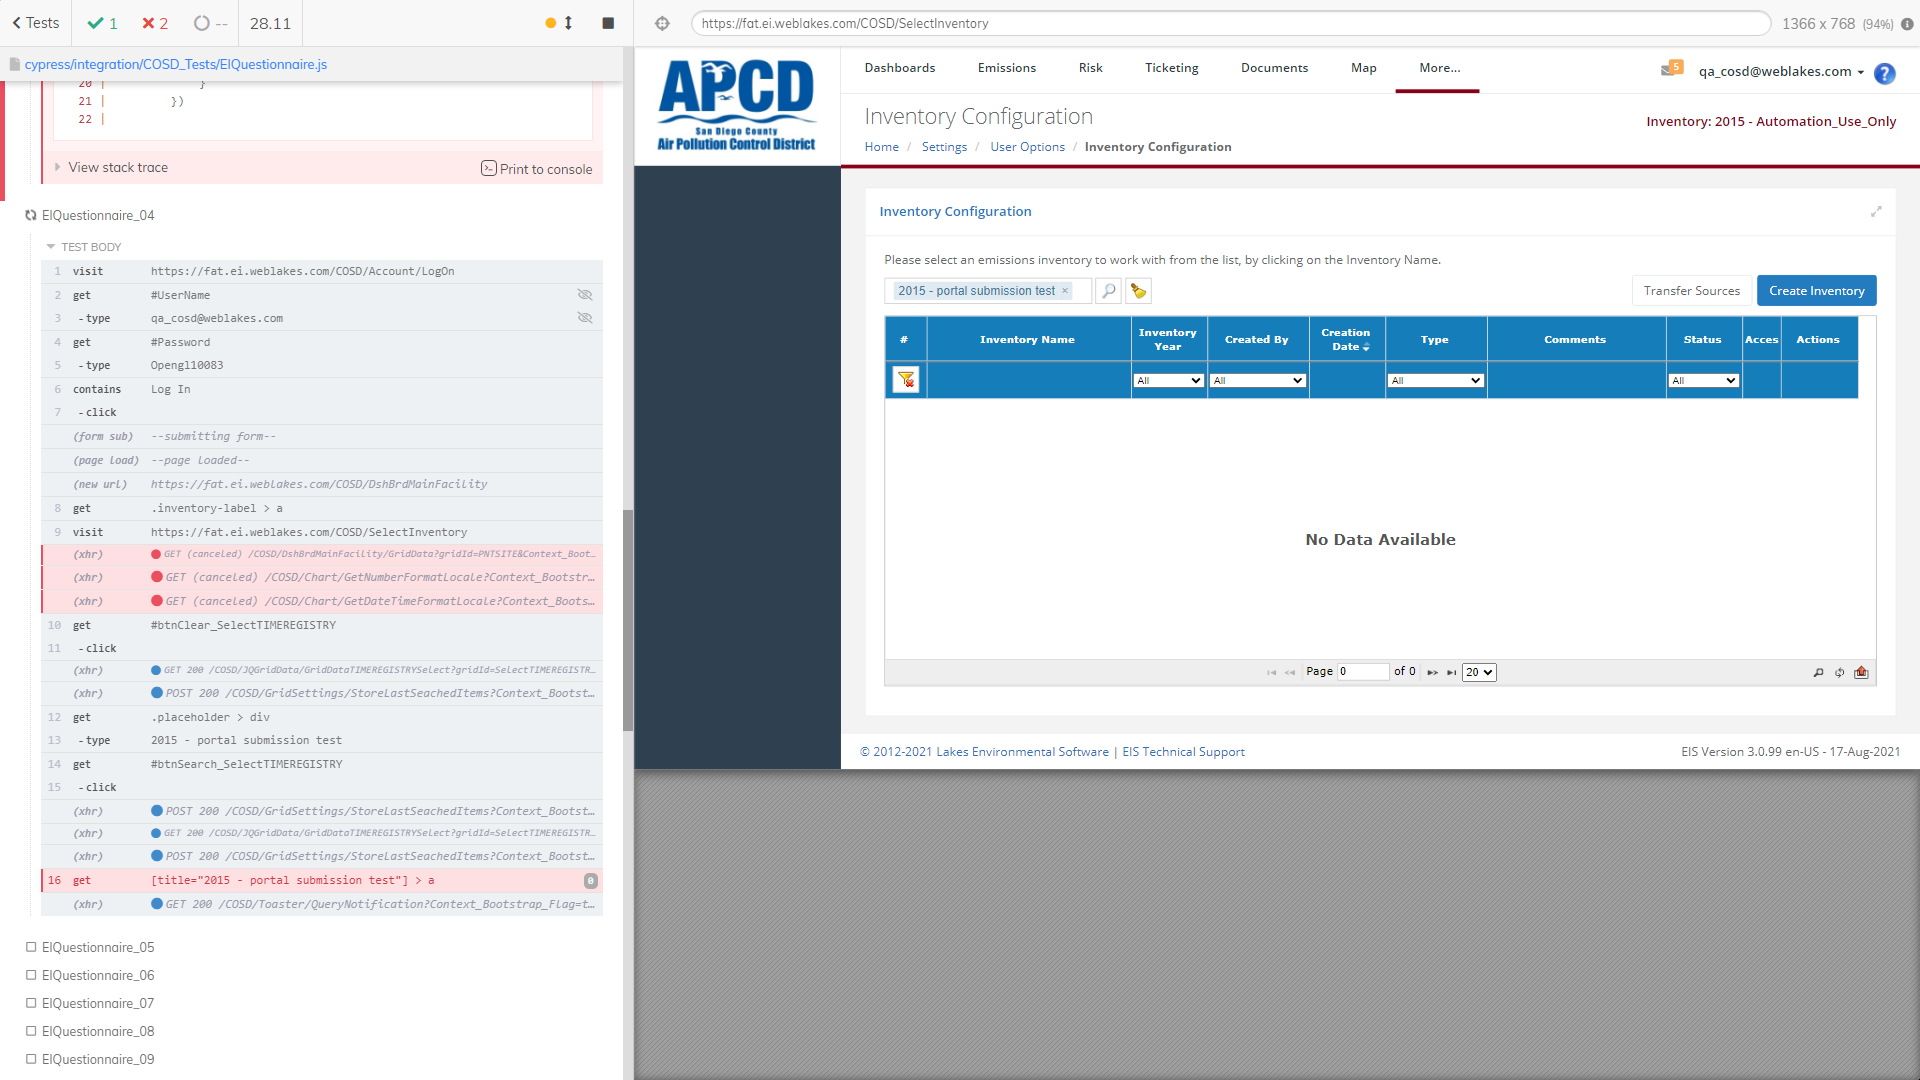 Tests
1
2
--
28.11
https://fat.ei.weblakes.com/COSD/SelectInventory
1366 x 768 (94%)
cypress/integration/COSD_Tests/EIQuestionnaire.js
20 | }
21 | })
22 |
View stack trace
Print to console
EIQuestionnaire_04
TEST BODY
1 visit https://fat.ei.weblakes.com/COSD/Account/LogOn
2 get #UserName
3 -type qa_cosd@weblakes.com
4 get #Password
5 -type Opengl10083
6 contains Log In
7 -click
(form sub) --submitting form--
(page load) --page loaded--
(new url) https://fat.ei.weblakes.com/COSD/DshBrdMainFacility
8 get .inventory-label > a
9 visit https://fat.ei.weblakes.com/COSD/SelectInventory
(xhr) GET (canceled) /COSD/DshBrdMainFacility/GridData?gridId=PNTSITE&Context_Boot...
(xhr) GET (canceled) /COSD/Chart/GetNumberFormatLocale?Context_Bootstr...
(xhr) GET (canceled) /COSD/Chart/GetDateTimeFormatLocale?Context_Boots...
10 get #btnClear_SelectTIMEREGISTRY
11 -click
(xhr) GET 200 /COSD/JQGridData/GridDataTIMEREGISTRYSelect?gridId=SelectTIMEREGISTR...
(xhr) POST 200 /COSD/GridSettings/StoreLastSeachedItems?Context_Bootst...
12 get .placeholder > div
13 -type 2015 - portal submission test
14 get #btnSearch_SelectTIMEREGISTRY
15 -click
(xhr) POST 200 /COSD/GridSettings/StoreLastSeachedItems?Context_Bootst...
(xhr) GET 200 /COSD/JQGridData/GridDataTIMEREGISTRYSelect?gridId=SelectTIMEREGISTR...
(xhr) POST 200 /COSD/GridSettings/StoreLastSeachedItems?Context_Bootst...
16 get [title="2015 - portal submission test"] > a 0
(xhr) GET 200 /COSD/Toaster/QueryNotification?Context_Bootstrap_Flag=t...
EIQuestionnaire_05
EIQuestionnaire_06
EIQuestionnaire_07
EIQuestionnaire_08
EIQuestionnaire_09
APCD
San Diego County
Air Pollution Control District
Dashboards Emissions Risk Ticketing Documents Map More...
5
qa_cosd@weblakes.com
?
Inventory Configuration
Inventory: 2015 - Automation_Use_Only
Home / Settings / User Options / Inventory Configuration
Inventory Configuration
Please select an emissions inventory to work with from the list, by clicking on the Inventory Name.
2015 - portal submission test ×
Transfer Sources
Create Inventory
# Inventory Name Inventory Year Created By Creation Date Type Comments Status Acces Actions
All All All All
No Data Available
Page 0 of 0 20
© 2012-2021 Lakes Environmental Software | EIS Technical Support
EIS Version 3.0.99 en-US - 17-Aug-2021